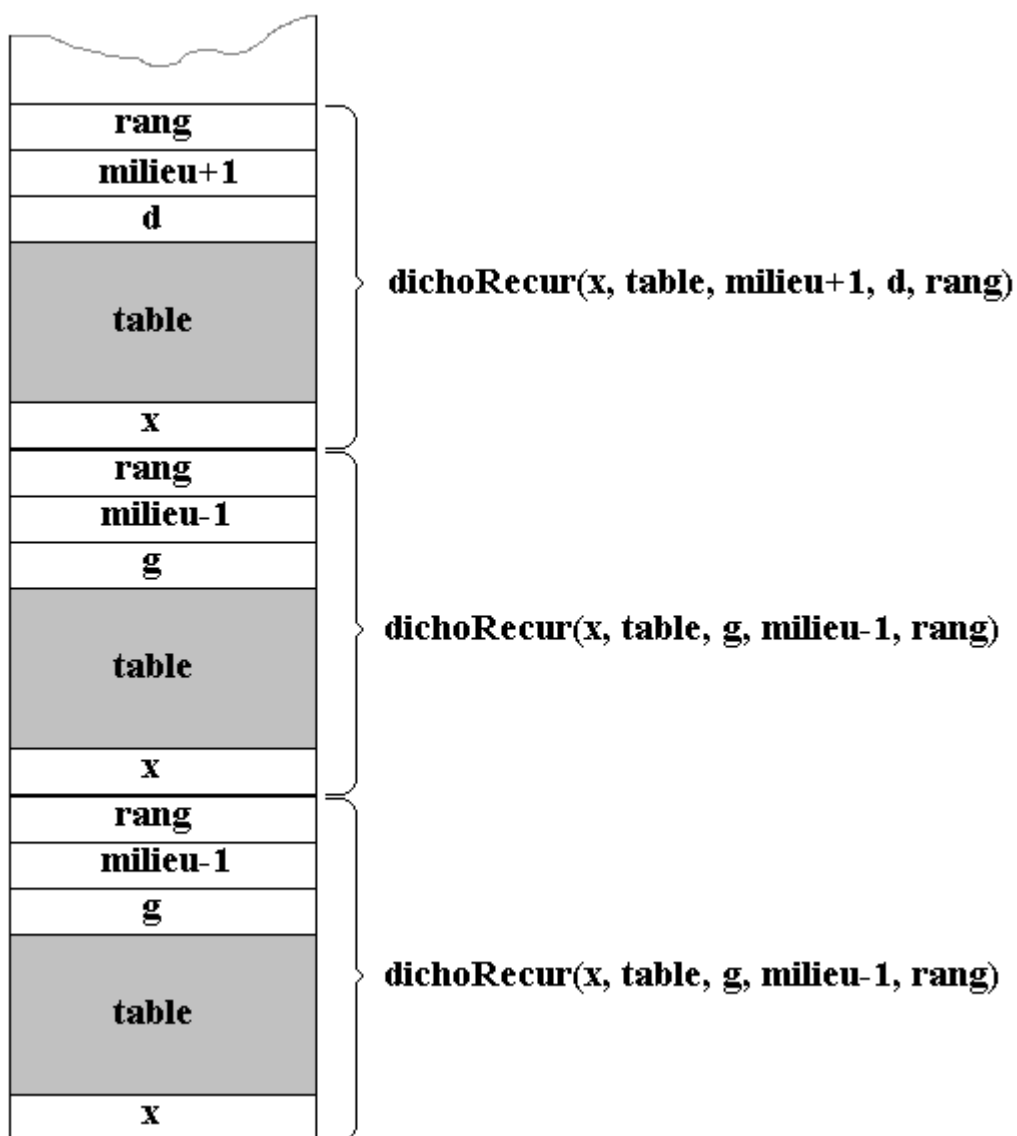 rang
milieu+1
d
dichoRecur(x, table, milieu+1, d, rang)
table
x
rang
milieu-1
g
dichoRecur(x, table, g, milieu-1, rang)
table
x
rang
milieu-1
g
dichoRecur(x, table, g, milieu-1, rang)
table
x